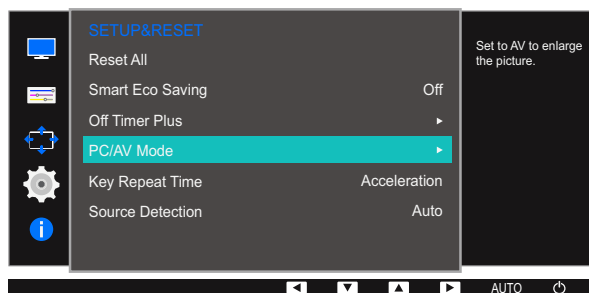 SETUP&RESET
Reset All
Smart Eco Saving Off
Off Timer Plus
PC/AV Mode
Key Repeat Time Acceleration
Source Detection Auto
Set to AV to enlarge
the picture.
AUTO